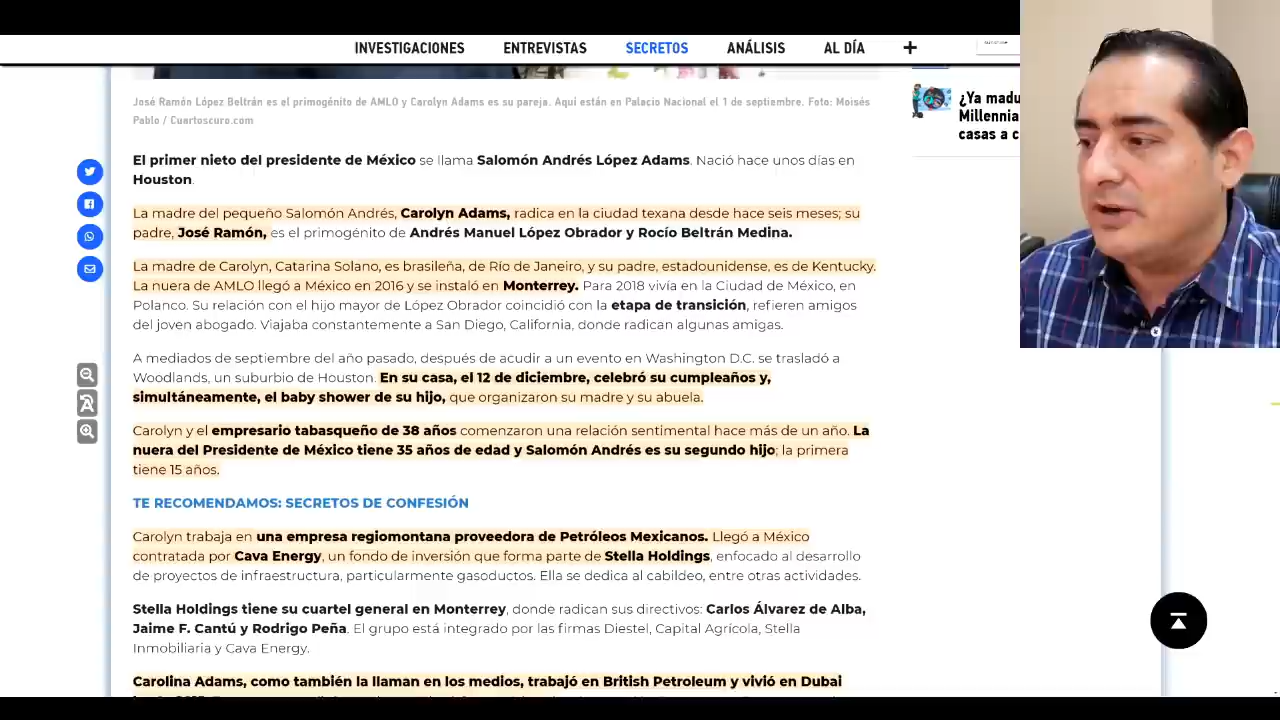 INVESTIGACIONES ENTREVISTAS SECRETOS ANÁLISIS AL DÍA +
José Ramón López Beltrán es el primogénito de AMLO y Carolyn Adams es su pareja. Aquí están en Palacio Nacional el 1 de septiembre. Foto: Moisés
Pablo / Cuartoscuro.com
¿Ya madu
Millennia
casas a c
El primer nieto del presidente de México se llama Salomón Andrés López Adams. Nació hace unos días en
Houston.
La madre del pequeño Salomón Andrés, Carolyn Adams, radica en la ciudad texana desde hace seis meses; su
padre, José Ramón, es el primogénito de Andrés Manuel López Obrador y Rocío Beltrán Medina.
La madre de Carolyn, Catarina Solano, es brasileña, de Río de Janeiro, y su padre, estadounidense, es de Kentucky.
La nuera de AMLO llegó a México en 2016 y se instaló en Monterrey. Para 2018 vivía en la Ciudad de México, en
Polanco. Su relación con el hijo mayor de López Obrador coincidió con la etapa de transición, refieren amigos
del joven abogado. Viajaba constantemente a San Diego, California, donde radican algunas amigas.
A mediados de septiembre del año pasado, después de acudir a un evento en Washington D.C. se trasladó a
Woodlands, un suburbio de Houston. En su casa, el 12 de diciembre, celebró su cumpleaños y,
simultáneamente, el baby shower de su hijo, que organizaron su madre y su abuela.
Carolyn y el empresario tabasqueño de 38 años comenzaron una relación sentimental hace más de un año. La
nuera del Presidente de México tiene 35 años de edad y Salomón Andrés es su segundo hijo; la primera
tiene 15 años.
TE RECOMENDAMOS: SECRETOS DE CONFESIÓN
Carolyn trabaja en una empresa regiomontana proveedora de Petróleos Mexicanos. Llegó a México
contratada por Cava Energy, un fondo de inversión que forma parte de Stella Holdings, enfocado al desarrollo
de proyectos de infraestructura, particularmente gasoductos. Ella se dedica al cabildeo, entre otras actividades.
Stella Holdings tiene su cuartel general en Monterrey, donde radican sus directivos: Carlos Álvarez de Alba,
Jaime F. Cantú y Rodrigo Peña. El grupo está integrado por las firmas Diestel, Capital Agrícola, Stella
Inmobiliaria y Cava Energy.
Carolina Adams, como también la llaman en los medios, trabajó en British Petroleum y vivió en Dubai